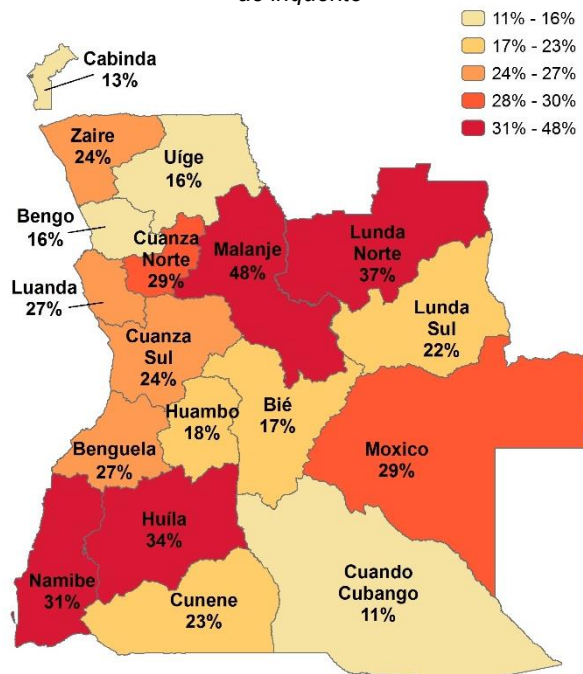 de inquérito
11% - 16%
17% - 23%
24% - 27%
28% - 30%
31% - 48%
Cabinda
13%
Zaire
24%
Uíge
16%
Bengo
16%
Cuanza
Norte
29%
Malanje
48%
Lunda
Norte
37%
Luanda
27%
Lunda
Sul
22%
Cuanza
Sul
24%
Huambo
18%
Bié
17%
Benguela
27%
Moxico
29%
Huíla
34%
Namibe
31%
Cunene
23%
Cuando
Cubango
11%